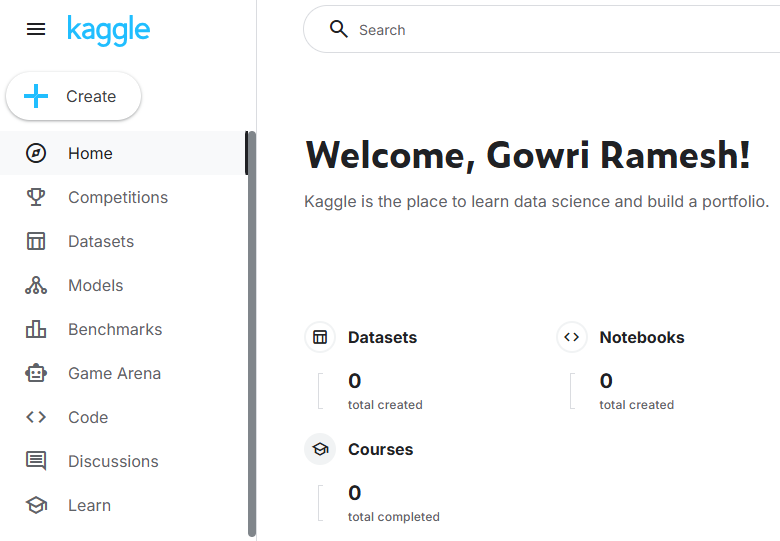 kaggle
Search
Create
Home
Competitions
Datasets
Models
Benchmarks
Game Arena
Code
Discussions
Learn
Welcome, Gowri Ramesh!
Kaggle is the place to learn data science and build a portfolio.
Datasets
0
total created
Notebooks
0
total created
Courses
0
total completed